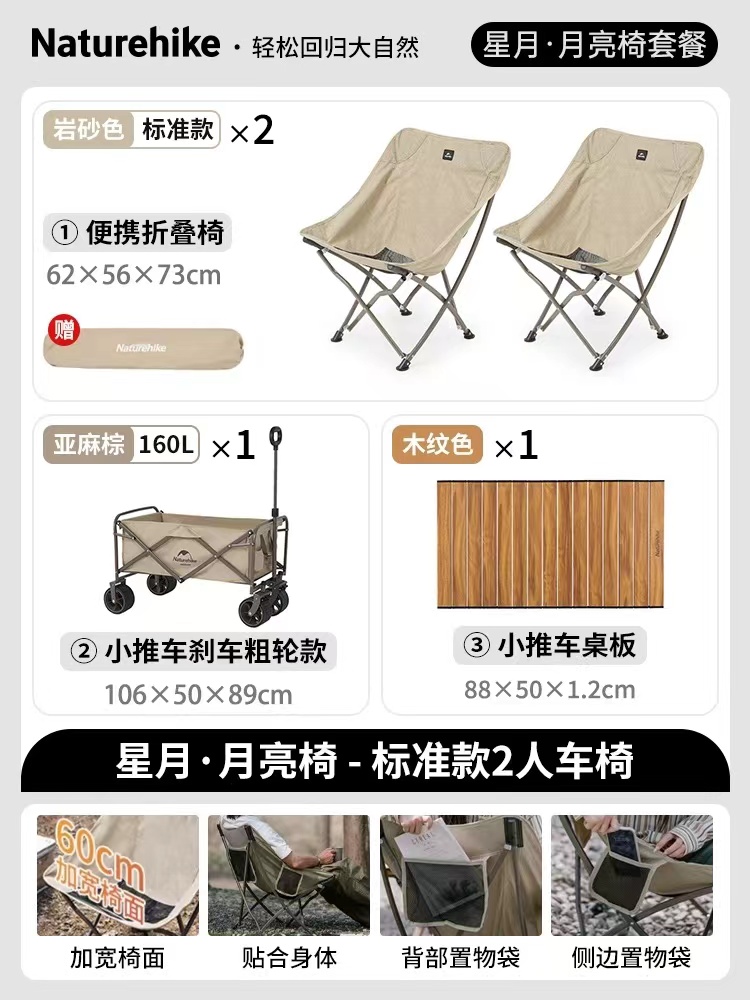 Naturehike · 轻松回归大自然
星月·月亮椅套餐
岩砂色 标准款 ×2
① 便携折叠椅
62×56×73cm
赠
Naturehike
亚麻棕 160L ×1
Naturehike
② 小推车刹车粗轮款
106×50×89cm
木纹色 ×1
Naturehike
③ 小推车桌板
88×50×1.2cm
星月·月亮椅 - 标准款2人车椅
60cm
加宽椅面
加宽椅面
贴合身体
背部置物袋
侧边置物袋